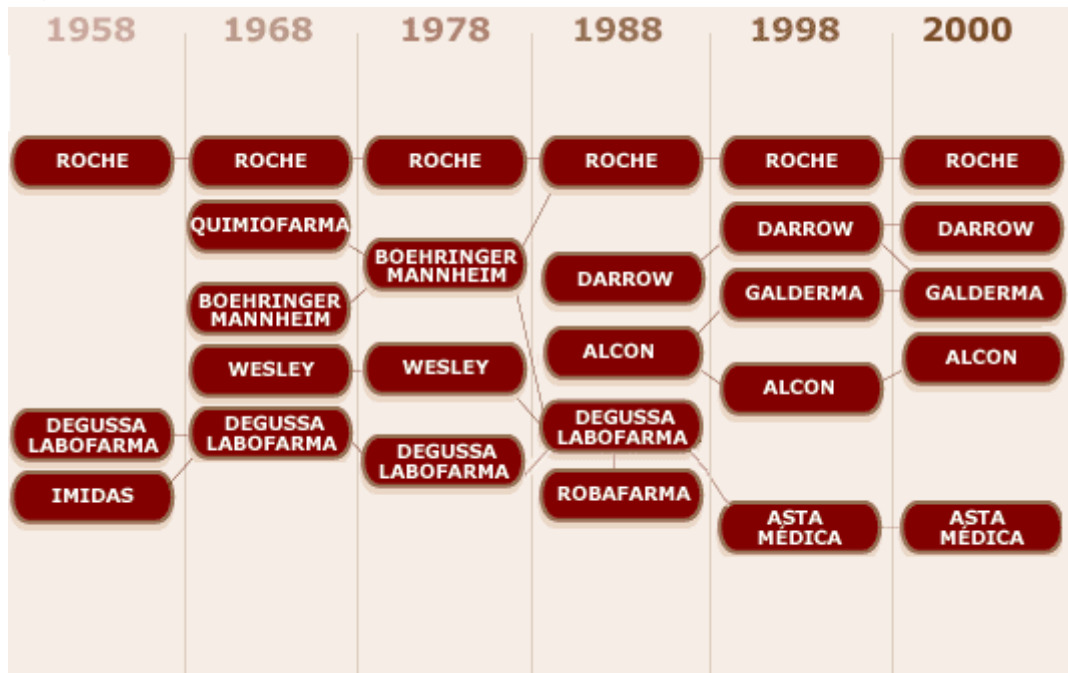 1958 1968 1978 1988 1998 2000
ROCHE ROCHE ROCHE ROCHE ROCHE ROCHE
QUIMIOFARMA DARROW DARROW
BOEHRINGER
MANNHEIM
DARROW
BOEHRINGER
MANNHEIM
GALDERMA GALDERMA
WESLEY WESLEY ALCON ALCON ALCON
DEGUSSA
LABOFARMA
DEGUSSA
LABOFARMA
DEGUSSA
LABOFARMA
DEGUSSA
LABOFARMA
IMIDAS ROBAFARMA
ASTA
MÉDICA
ASTA
MÉDICA